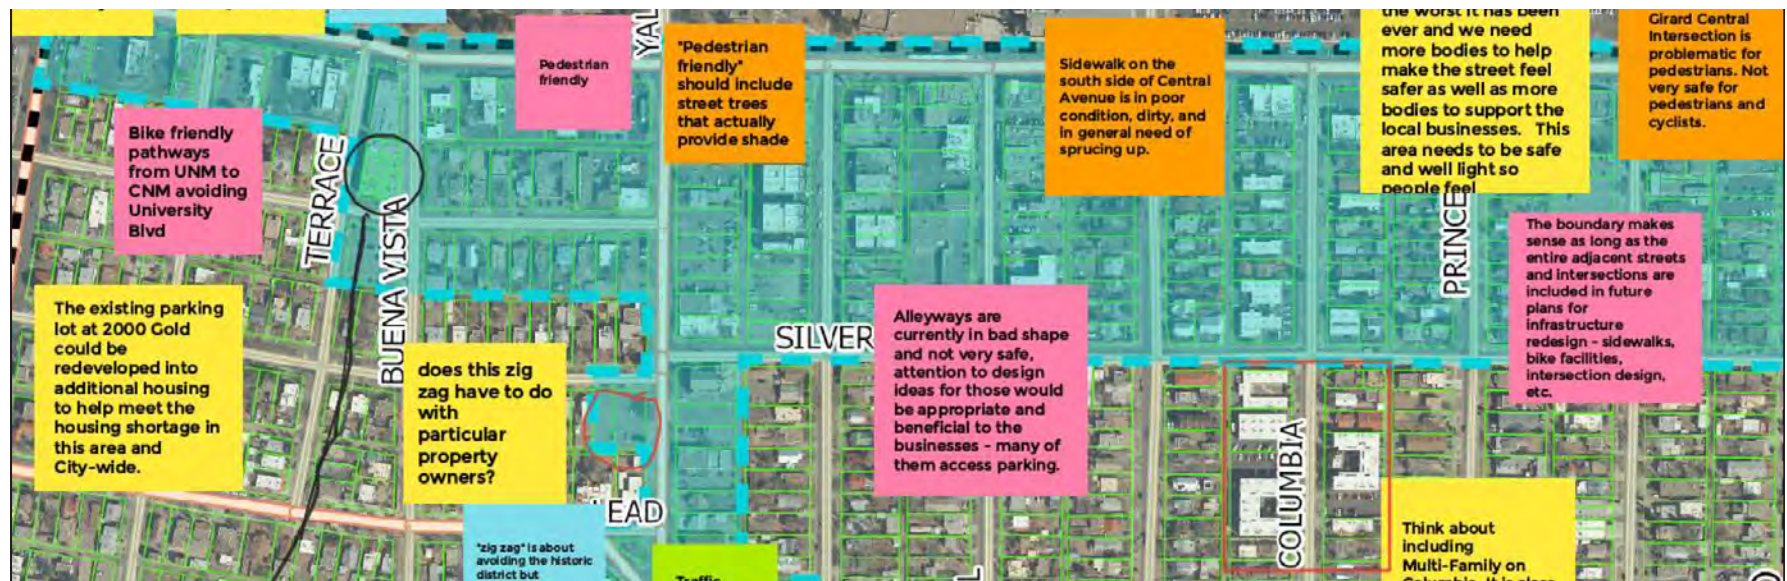 YAL
Pedestrian
friendly
"Pedestrian
friendly"
should include
street trees
that actually
provide shade
Sidewalk on the
south side of Central
Avenue is in poor
condition, dirty, and
in general need of
sprucing up.
the worst it has been
ever and we need
more bodies to help
make the street feel
safer as well as more
bodies to support the
local businesses. This
area needs to be safe
and well light so
people feel
Girard Central
Intersection is
problematic for
pedestrians. Not
very safe for
pedestrians and
cyclists.
Bike friendly
pathways
from UNM to
CNM avoiding
University
Blvd
TERRACE
BUENA VISTA
PRINCE
The boundary makes
sense as long as the
entire adjacent streets
and intersections are
included in future
plans for
infrastructure
redesign - sidewalks,
bike facilities,
intersection design,
etc.
The existing parking
lot at 2000 Gold
could be
redeveloped into
additional housing
to help meet the
housing shortage in
this area and
City-wide.
SILVER
Alleyways are
currently in bad shape
and not very safe,
attention to design
ideas for those would
be appropriate and
beneficial to the
businesses - many of
them access parking.
does this zig
zag have to do
with
particular
property
owners?
COLUMBIA
LEAD
"zig zag" is about
avoiding the historic
district but
Traffic
Think about
including
Multi-Family on